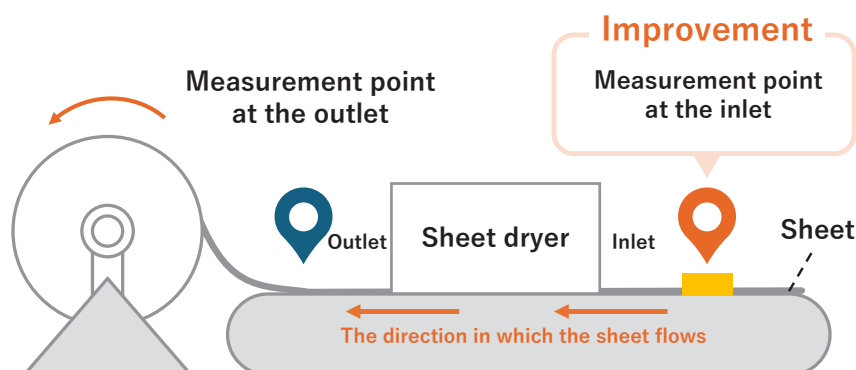 Improvement
Measurement point
at the outlet
Measurement point
at the inlet
Outlet
Sheet dryer
Inlet
Sheet
The direction in which the sheet flows